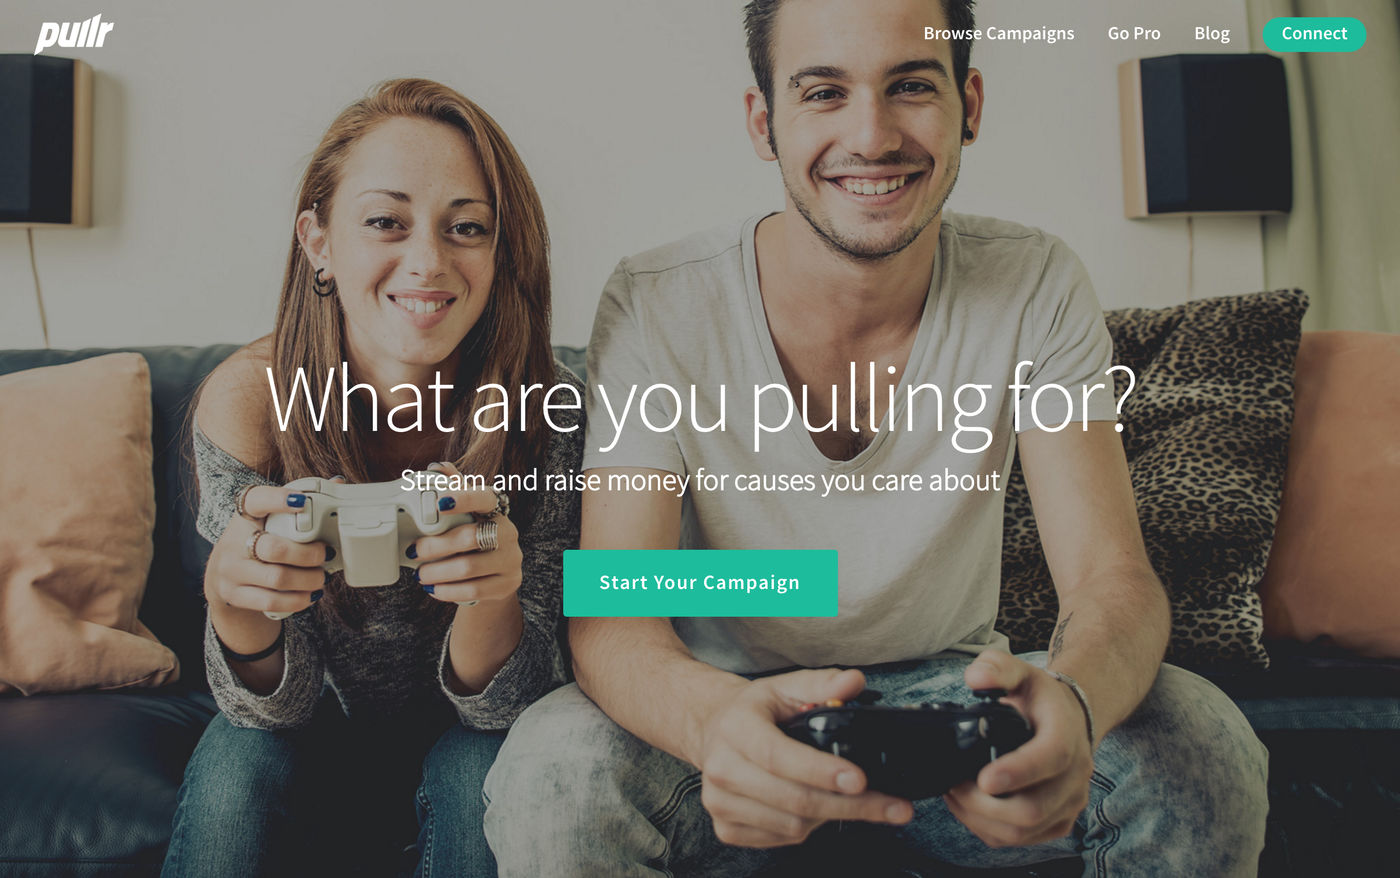 pullr
Browse Campaigns
Go Pro
Blog
Connect
What are you pulling for?
Stream and raise money for causes you care about
Start Your Campaign